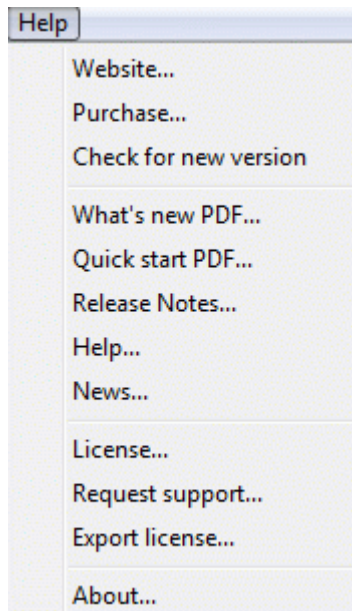 Help
Website...
Purchase...
Check for new version
What's new PDF...
Quick start PDF...
Release Notes...
Help...
News...
License...
Request support...
Export license...
About...